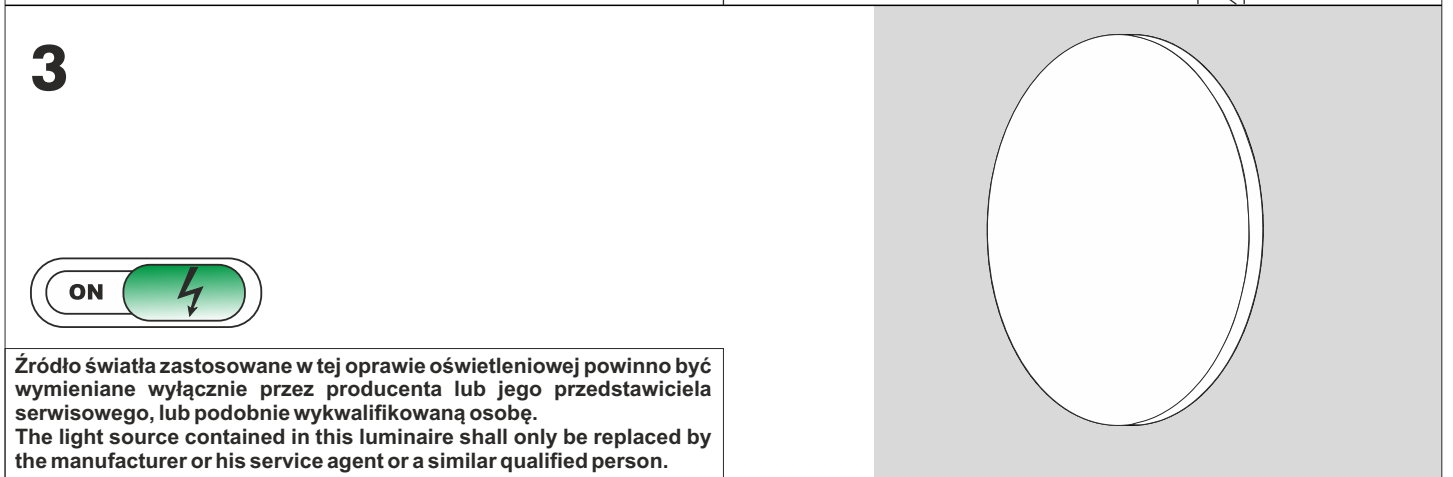 3
ON
Źródło światła zastosowane w tej oprawie oświetleniowej powinno być
wymieniane wyłącznie przez producenta lub jego przedstawiciela
serwisowego, lub podobnie wykwalifikowaną osobę.
The light source contained in this luminaire shall only be replaced by
the manufacturer or his service agent or a similar qualified person.